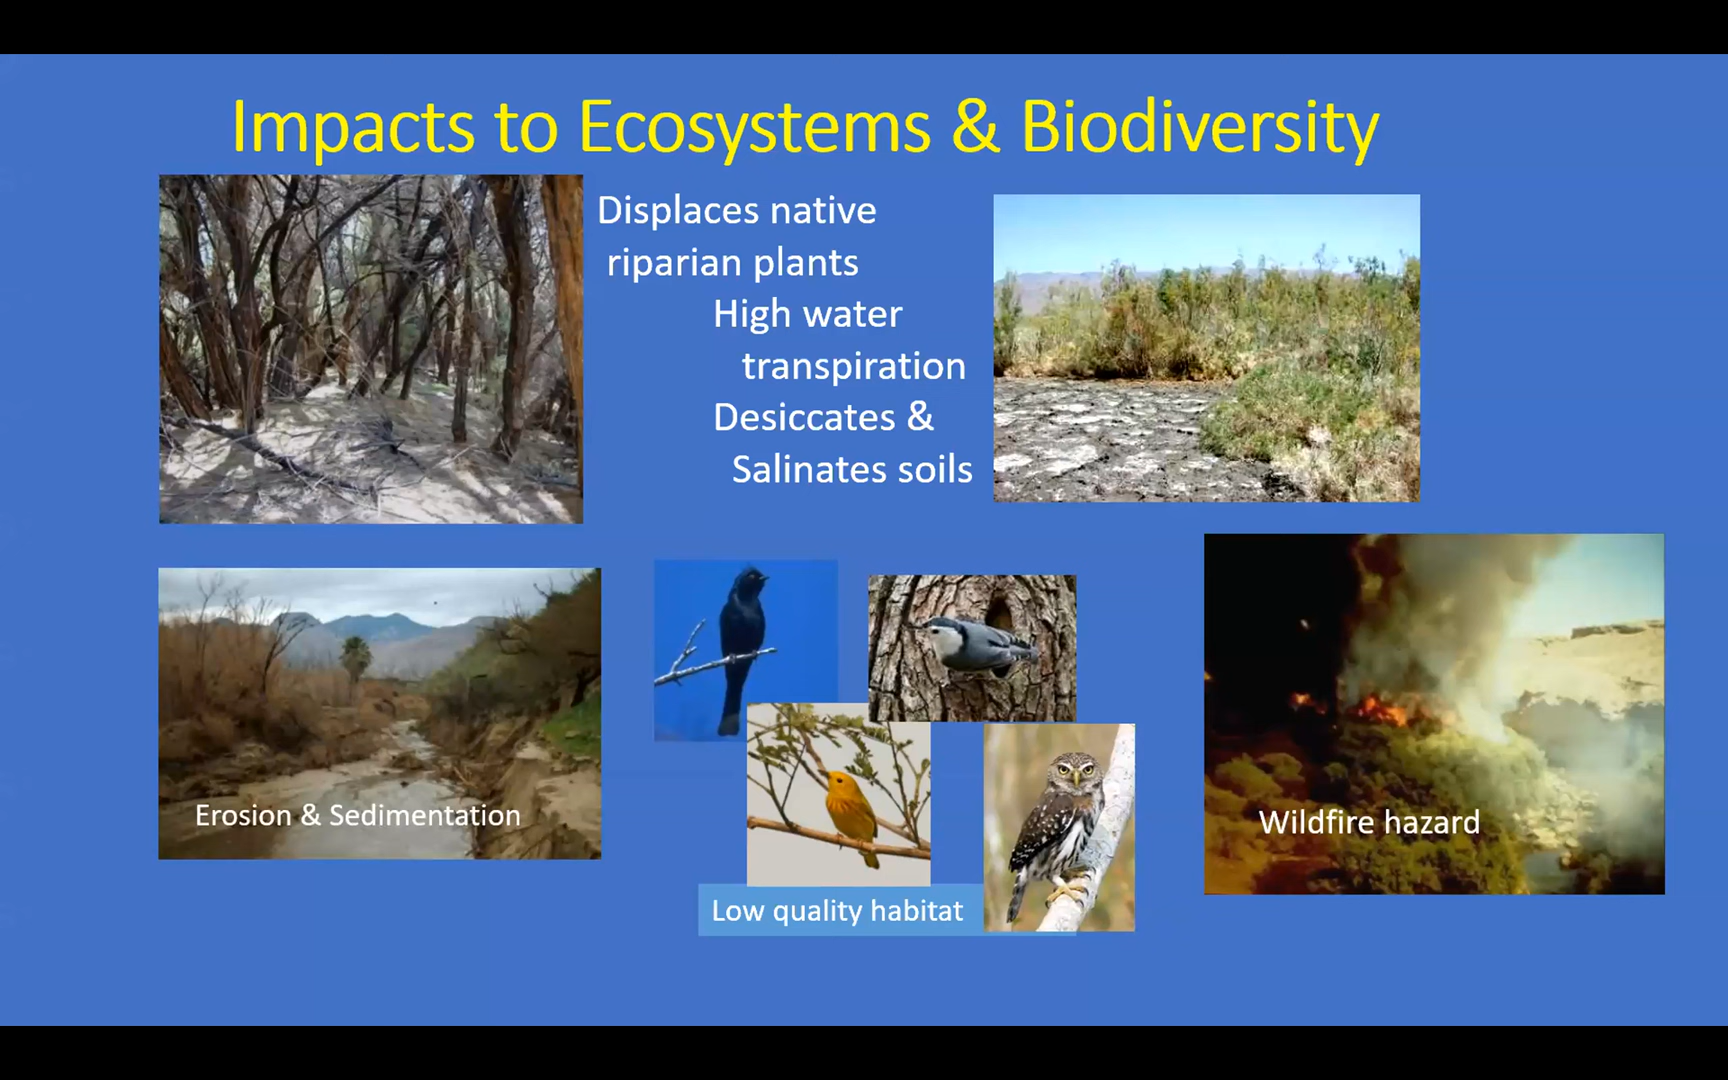 Impacts to Ecosystems & Biodiversity
Displaces native
riparian plants
High water
transpiration
Desiccates &
Salinates soils
Erosion & Sedimentation
Low quality habitat
Wildfire hazard